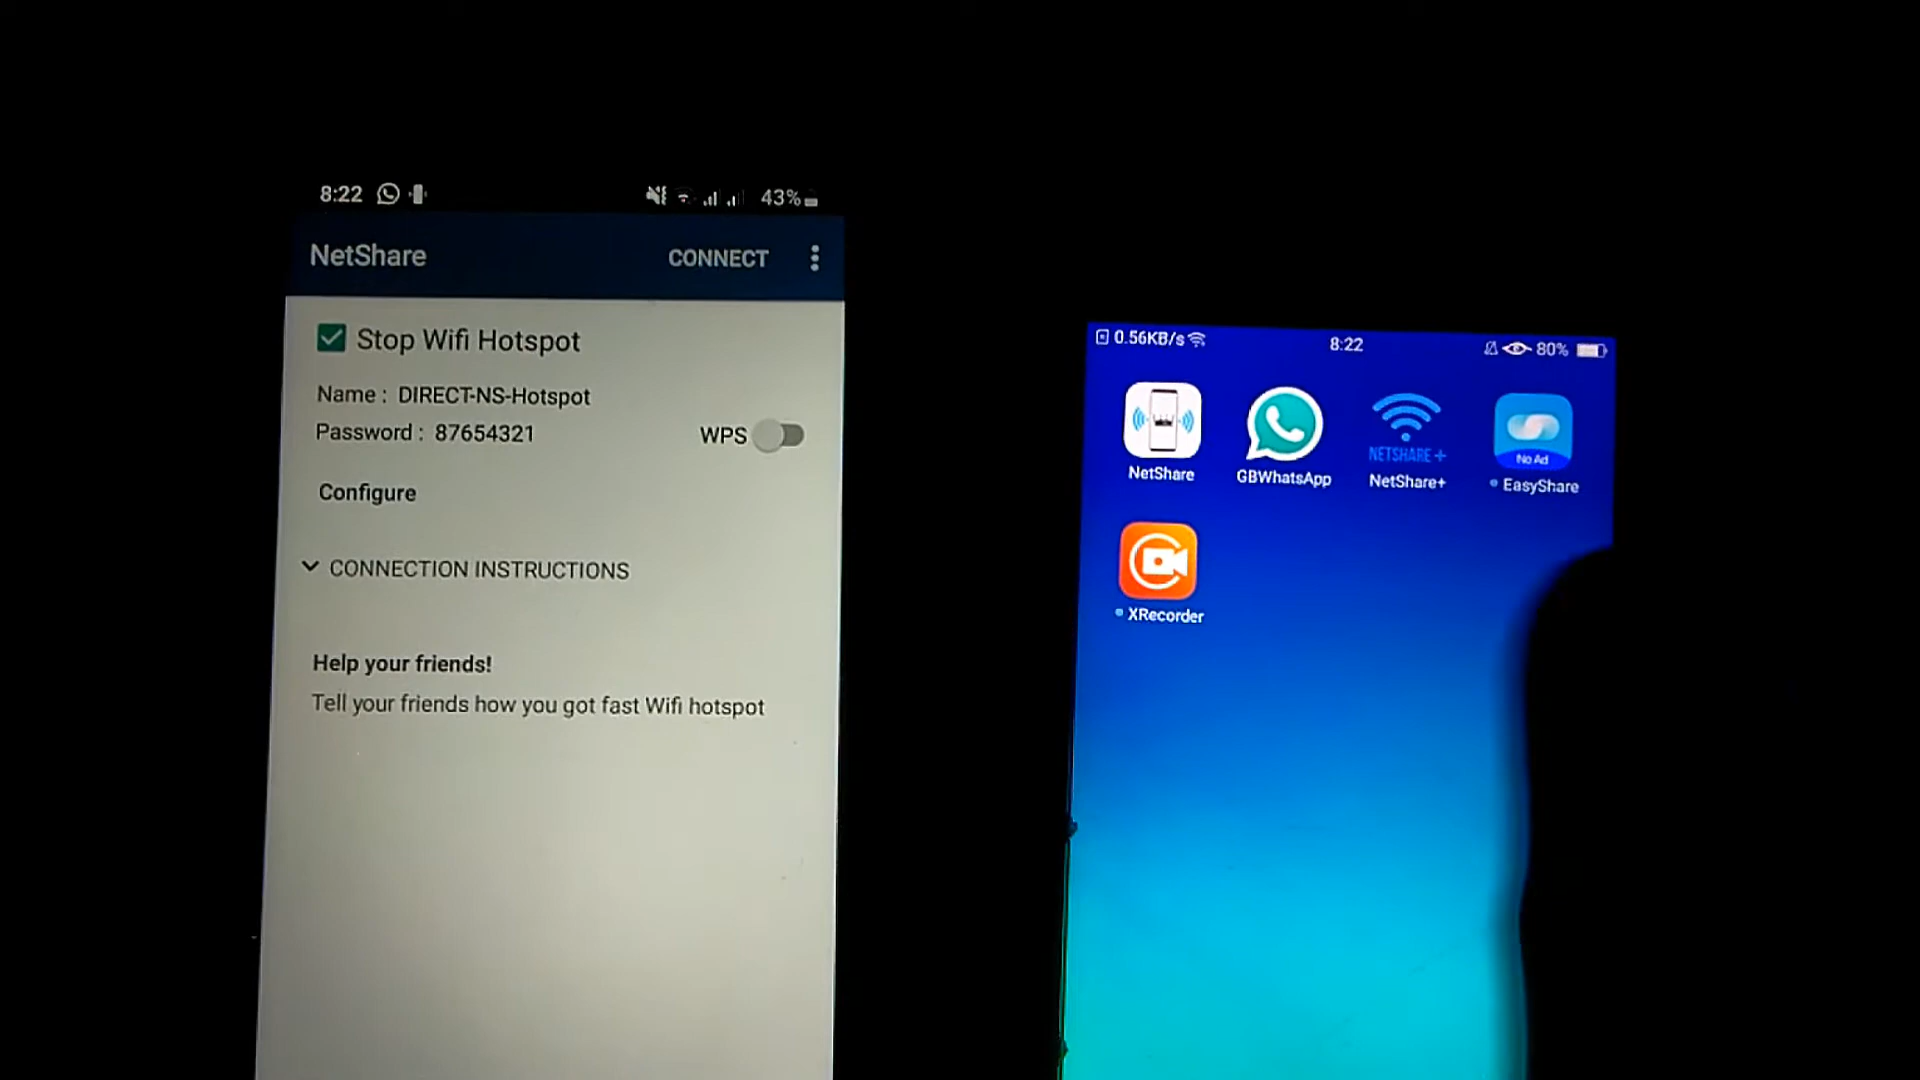 8:22
43%
NetShare
CONNECT
Stop Wifi Hotspot
Name : DIRECT-NS-Hotspot
Password : 87654321
WPS
Configure
CONNECTION INSTRUCTIONS
Help your friends!
Tell your friends how you got fast Wifi hotspot
0.56KB/s
8:22
80%
NETSHARE +
No Ad
NetShare
GBWhatsApp
NetShare+
EasyShare
XRecorder